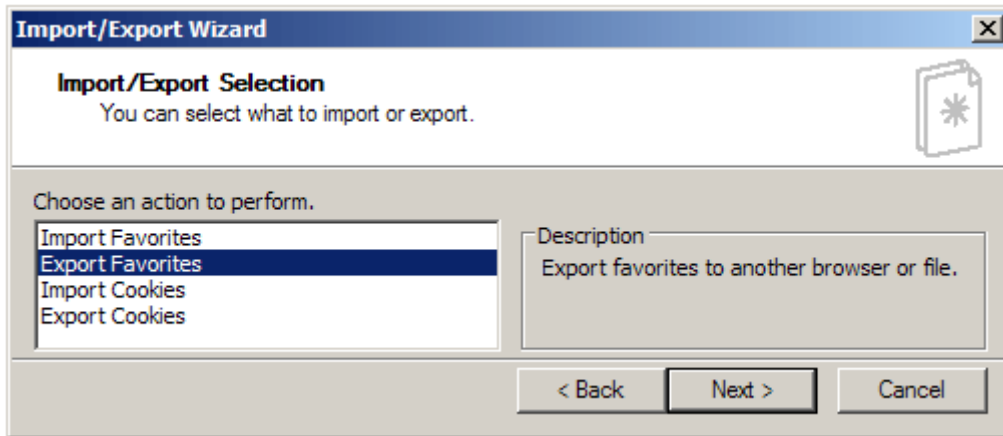 Import/Export Wizard
Import/Export Selection
You can select what to import or export.
Choose an action to perform.
Import Favorites
Export Favorites
Import Cookies
Export Cookies
Description
Export favorites to another browser or file.
< Back Next > Cancel